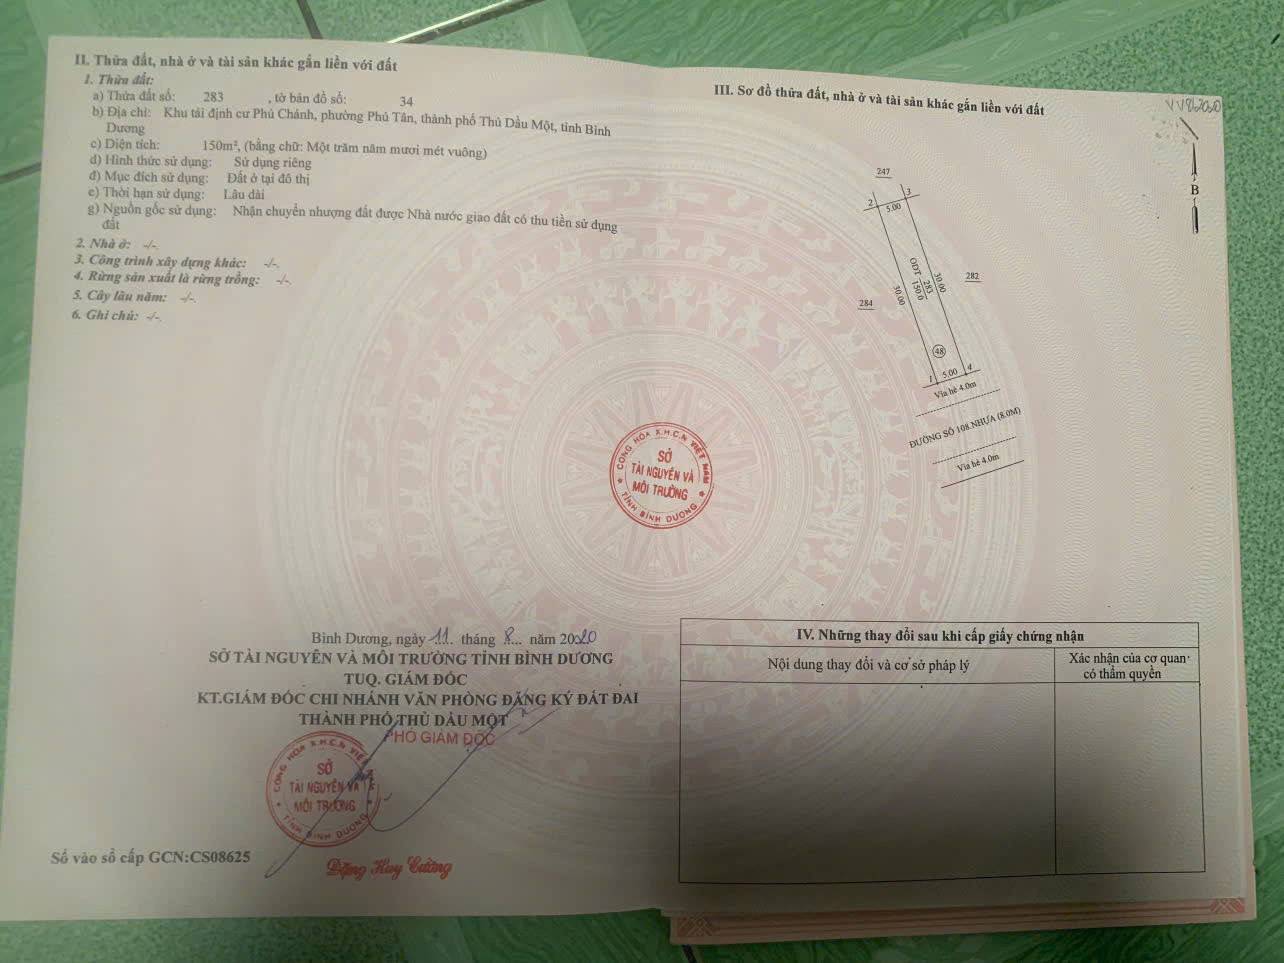 II. Thửa đất, nhà ở và tài sản khác gắn liền với đất
1. Thửa đất:
a) Thửa đất số: 283 , tờ bản đồ số: 34
b) Địa chỉ: Khu tái định cư Phú Chánh, phường Phú Tân, thành phố Thủ Dầu Một, tỉnh Bình
Dương
c) Diện tích: 150m², (bằng chữ: Một trăm năm mươi mét vuông)
d) Hình thức sử dụng: Sử dụng riêng
đ) Mục đích sử dụng: Đất ở tại đô thị
e) Thời hạn sử dụng: Lâu dài
g) Nguồn gốc sử dụng: Nhận chuyển nhượng đất được Nhà nước giao đất có thu tiền sử dụng
đất
2. Nhà ở: -/-.
3. Công trình xây dựng khác: -/-.
4. Rừng sản xuất là rừng trồng: -/-.
5. Cây lâu năm: -/-.
6. Ghi chú: -/-.
Bình Dương, ngày 11 tháng 8 năm 2020
SỞ TÀI NGUYÊN VÀ MÔI TRƯỜNG TỈNH BÌNH DƯƠNG
TUQ. GIÁM ĐỐC
KT.GIÁM ĐỐC CHI NHÁNH VĂN PHÒNG ĐĂNG KÝ ĐẤT ĐAI
THÀNH PHỐ THỦ DẦU MỘT
PHÓ GIÁM ĐỐC
CỘNG HÒA X.H.C.N VIỆT
SỞ
TÀI NGUYÊN VÀ
MÔI TRƯỜNG
TỈNH BÌNH DƯƠNG
Đặng Huy Cường
Số vào sổ cấp GCN:CS08625
CỘNG HÒA X.H.C.N VIỆT NAM
SỞ
TÀI NGUYÊN VÀ
MÔI TRƯỜNG
TỈNH BÌNH DƯƠNG
III. Sơ đồ thửa đất, nhà ở và tài sản khác gắn liền với đất
B
247
2
3
5.00
282
284
30.00
ODT
283
150.0
30.00
48
1
5.00
4
Vỉa hè 4.0m
ĐƯỜNG SỐ 108.NHỰA (8.0M)
Vỉa hè 4.0m
IV. Những thay đổi sau khi cấp giấy chứng nhận
Nội dung thay đổi và cơ sở pháp lý
Xác nhận của cơ quan
có thẩm quyền